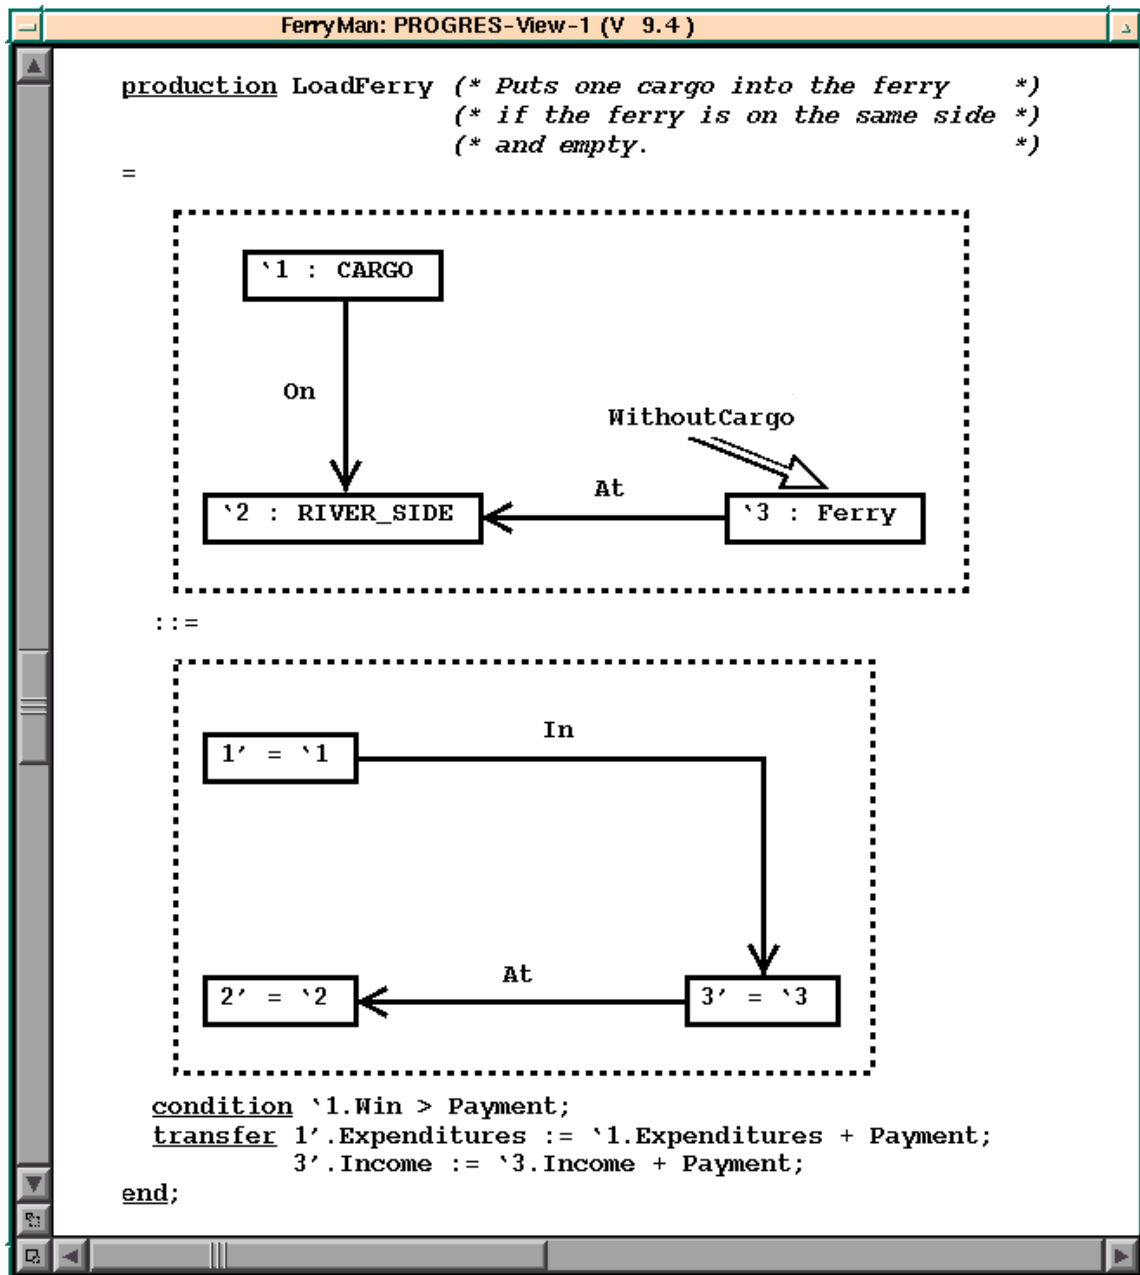 FerryMan: PROGRES-View-1 (V 9.4)
production LoadFerry (* Puts one cargo into the ferry *)
(* if the ferry is on the same side *)
(* and empty. *)
=
`1 : CARGO
On
WithoutCargo
At
`2 : RIVER_SIDE
`3 : Ferry
::=
In
1' = `1
At
2' = `2
3' = `3
condition `1.Win > Payment;
transfer 1'.Expenditures := `1.Expenditures + Payment;
3'.Income := `3.Income + Payment;
end;